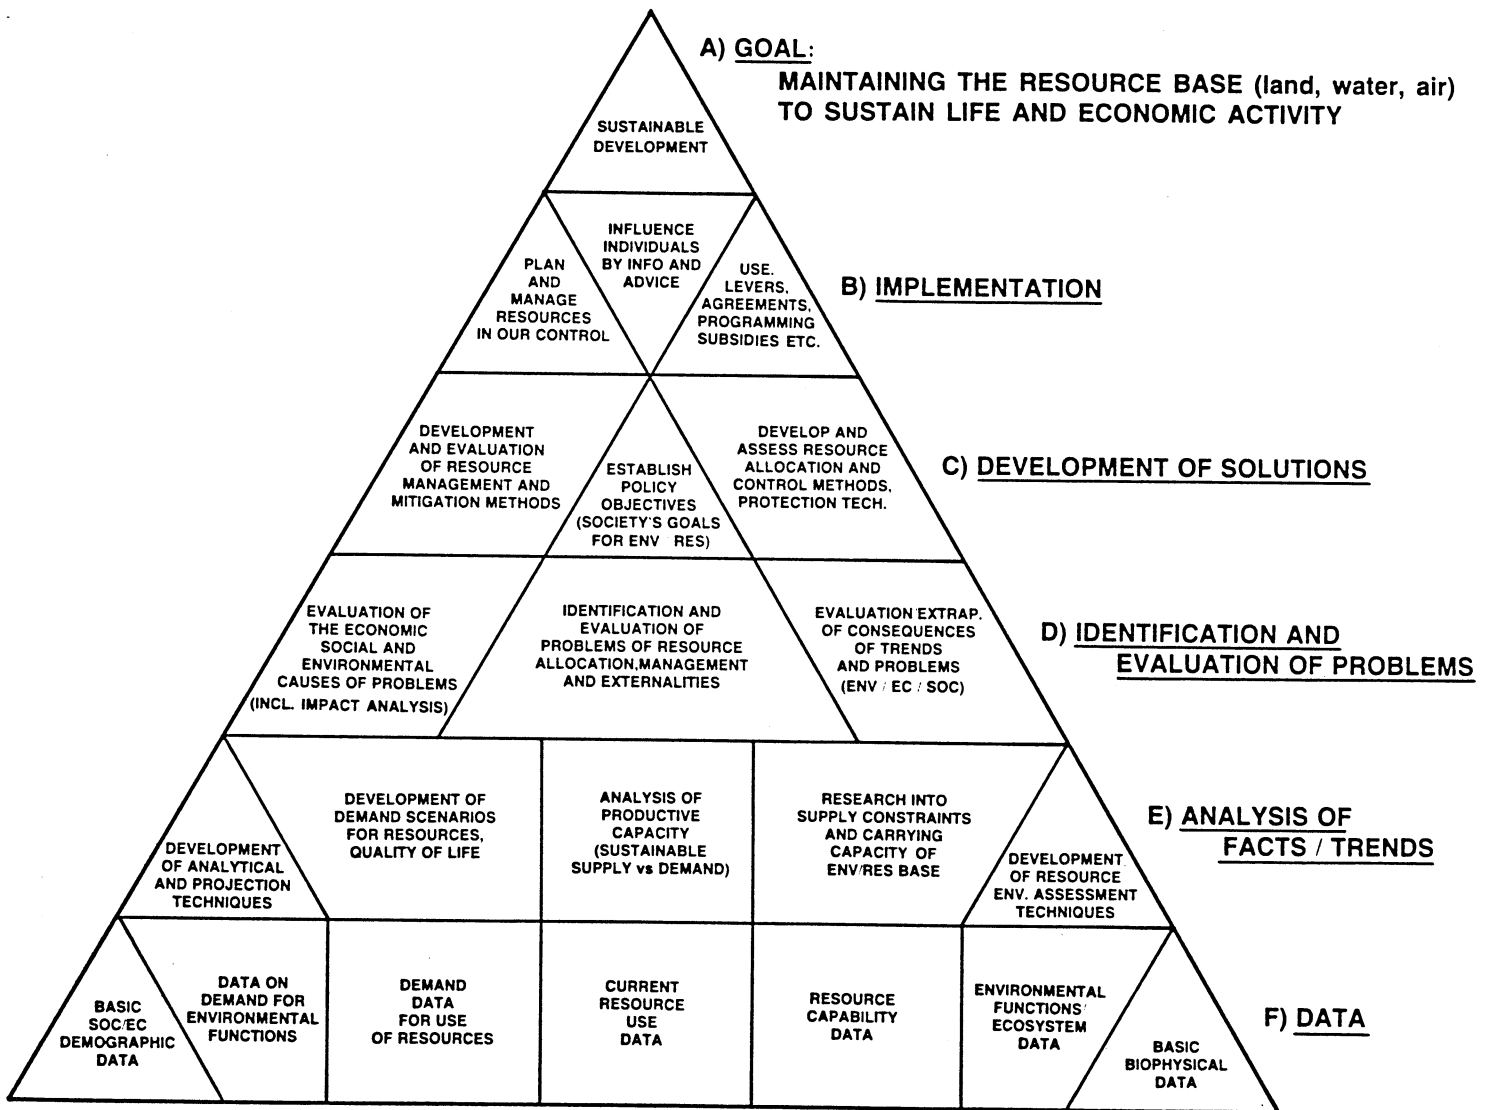 A) GOAL:
MAINTAINING THE RESOURCE BASE (land, water, air)
TO SUSTAIN LIFE AND ECONOMIC ACTIVITY
SUSTAINABLE
DEVELOPMENT
INFLUENCE
INDIVIDUALS
BY INFO AND
ADVICE
PLAN
AND
MANAGE
RESOURCES
IN OUR CONTROL
USE.
LEVERS,
AGREEMENTS,
PROGRAMMING
SUBSIDIES ETC.
B) IMPLEMENTATION
DEVELOPMENT
AND EVALUATION
OF RESOURCE
MANAGEMENT AND
MITIGATION METHODS
ESTABLISH
POLICY
OBJECTIVES
(SOCIETY'S GOALS
FOR ENV RES)
DEVELOP AND
ASSESS RESOURCE
ALLOCATION AND
CONTROL METHODS,
PROTECTION TECH.
C) DEVELOPMENT OF SOLUTIONS
EVALUATION OF
THE ECONOMIC
SOCIAL AND
ENVIRONMENTAL
CAUSES OF PROBLEMS
(INCL. IMPACT ANALYSIS)
IDENTIFICATION AND
EVALUATION OF
PROBLEMS OF RESOURCE
ALLOCATION,MANAGEMENT
AND EXTERNALITIES
EVALUATION/EXTRAP.
OF CONSEQUENCES
OF TRENDS
AND PROBLEMS
(ENV / EC / SOC)
D) IDENTIFICATION AND
EVALUATION OF PROBLEMS
DEVELOPMENT
OF ANALYTICAL
AND PROJECTION
TECHNIQUES
DEVELOPMENT OF
DEMAND SCENARIOS
FOR RESOURCES,
QUALITY OF LIFE
ANALYSIS OF
PRODUCTIVE
CAPACITY
(SUSTAINABLE
SUPPLY vs DEMAND)
RESEARCH INTO
SUPPLY CONSTRAINTS
AND CARRYING
CAPACITY OF
ENV/RES BASE
DEVELOPMENT
OF RESOURCE
ENV. ASSESSMENT
TECHNIQUES
E) ANALYSIS OF
FACTS / TRENDS
BASIC
SOC/EC
DEMOGRAPHIC
DATA
DATA ON
DEMAND FOR
ENVIRONMENTAL
FUNCTIONS
DEMAND
DATA
FOR USE
OF RESOURCES
CURRENT
RESOURCE
USE
DATA
RESOURCE
CAPABILITY
DATA
ENVIRONMENTAL
FUNCTIONS/
ECOSYSTEM
DATA
BASIC
BIOPHYSICAL
DATA
F) DATA